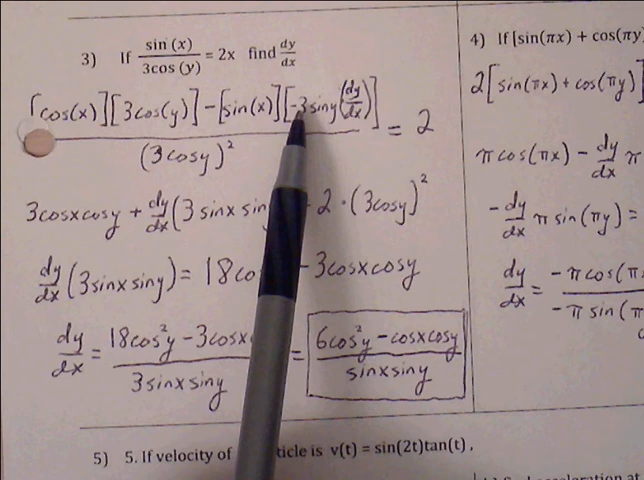 3) If sin (x) / 3cos (y) = 2x find dy/dx
[cos(x)][3cos(y)] - [sin(x)][-3siny(dy/dx)] / (3cosy)² = 2
3cosxcosy + dy/dx (3 sinx sin 2 · (3cosy)²
dy/dx (3sinx siny) = 18co - 3cosxcosy
dy/dx = 18cos²y - 3cosx / 3sinx siny = 6cos²y - cosxcosy / sinxsiny
4) If [sin(πx) + cos(πy)
2[sin(πx) + cos(πy)]
πcos(πx) - dy/dx π
-dy/dx π sin(πy) =
dy/dx = -πcos(π / -π sin(π
5) 5. If velocity of icle is v(t) = sin(2t)tan(t),